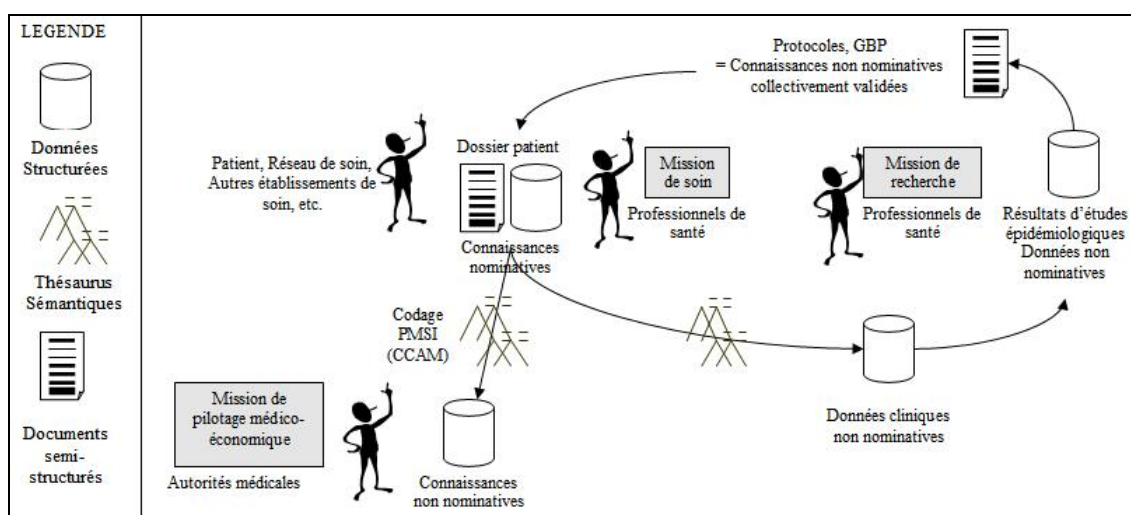 LEGENDE
Données
Structurées
Thésaurus
Sémantiques
Documents
semi-
structurés
Protocoles, GBP
= Connaissances non nominatives
collectivement validées
Patient, Réseau de soin,
Autres établissements de
soin, etc.
Dossier patient
Connaissances
nominatives
Mission
de soin
Professionnels de
santé
Mission de
recherche
Professionnels de
santé
Résultats d'études
épidémiologiques
Données non
nominatives
Codage
PMSI
(CCAM)
Mission de
pilotage médico-
économique
Autorités médicales
Connaissances
non nominatives
Données cliniques
non nominatives